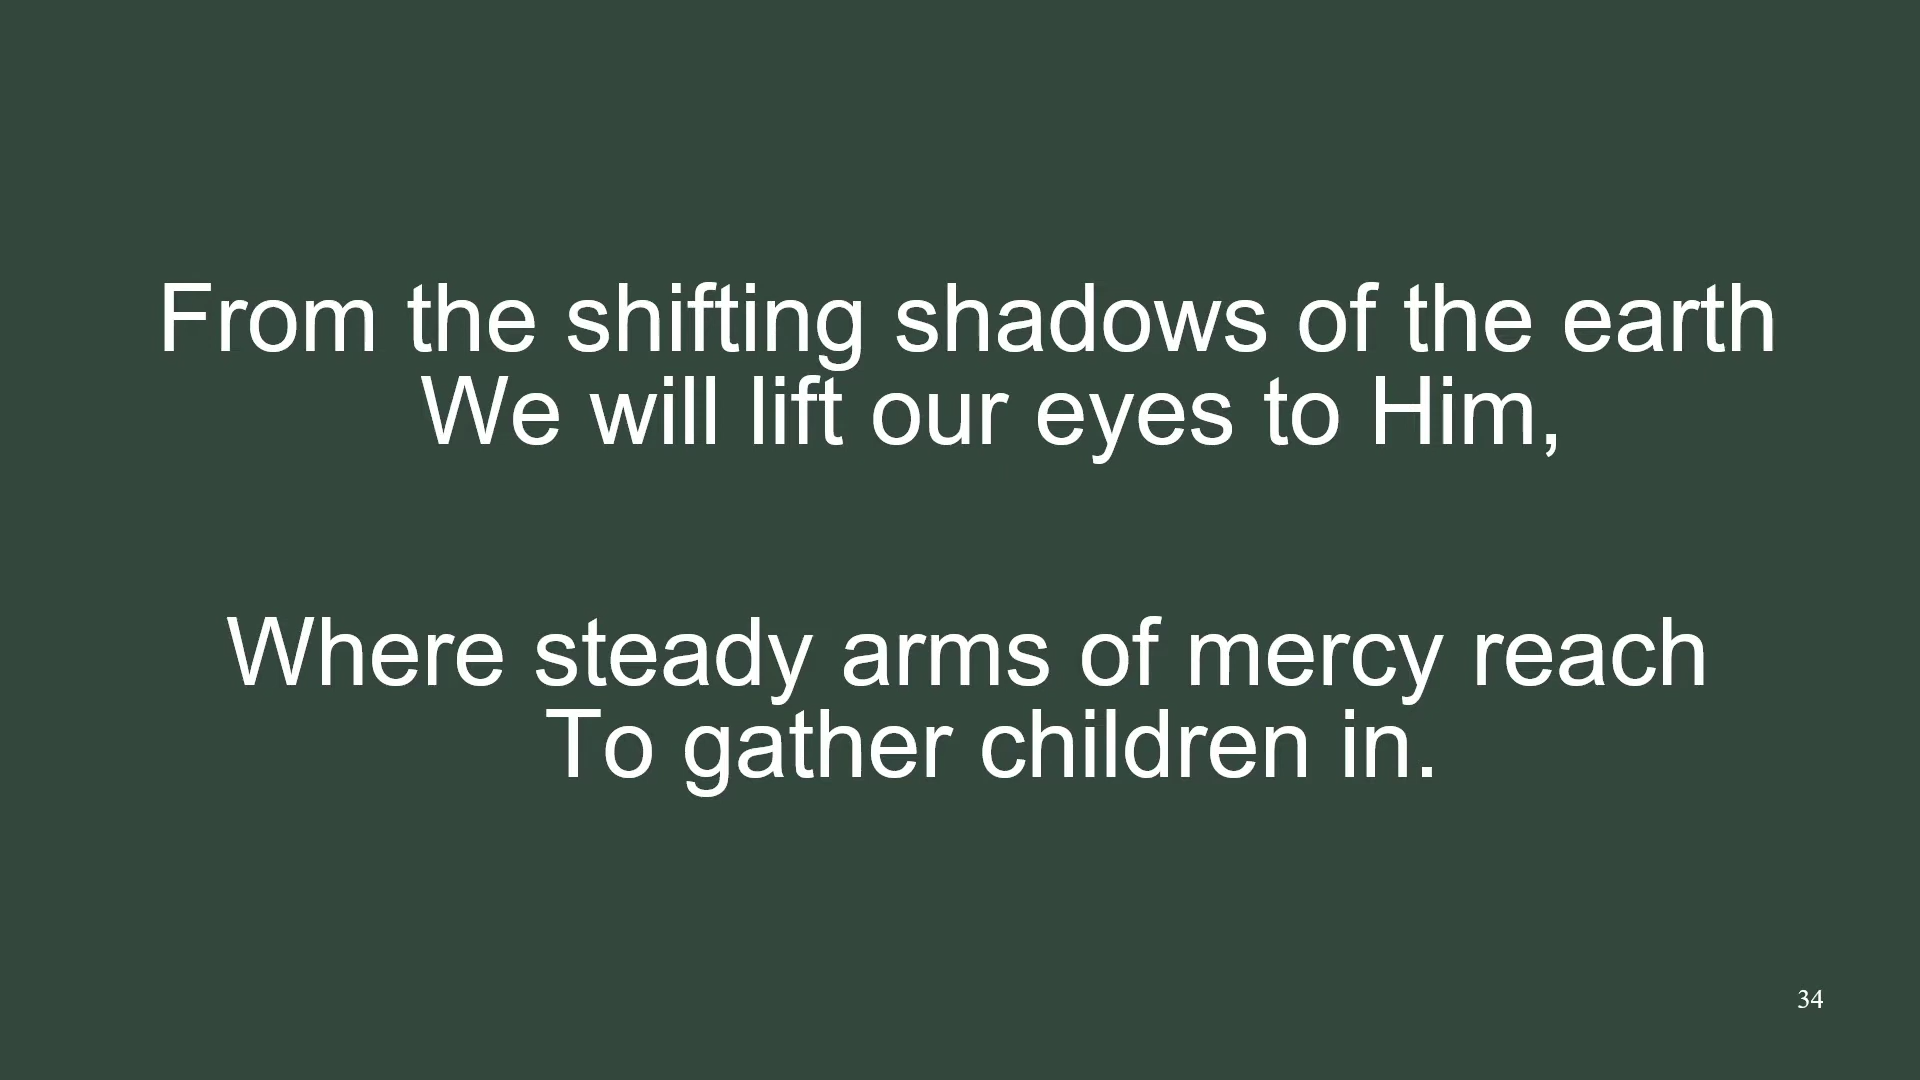 From the shifting shadows of the earth
We will lift our eyes to Him,
Where steady arms of mercy reach
To gather children in.
34